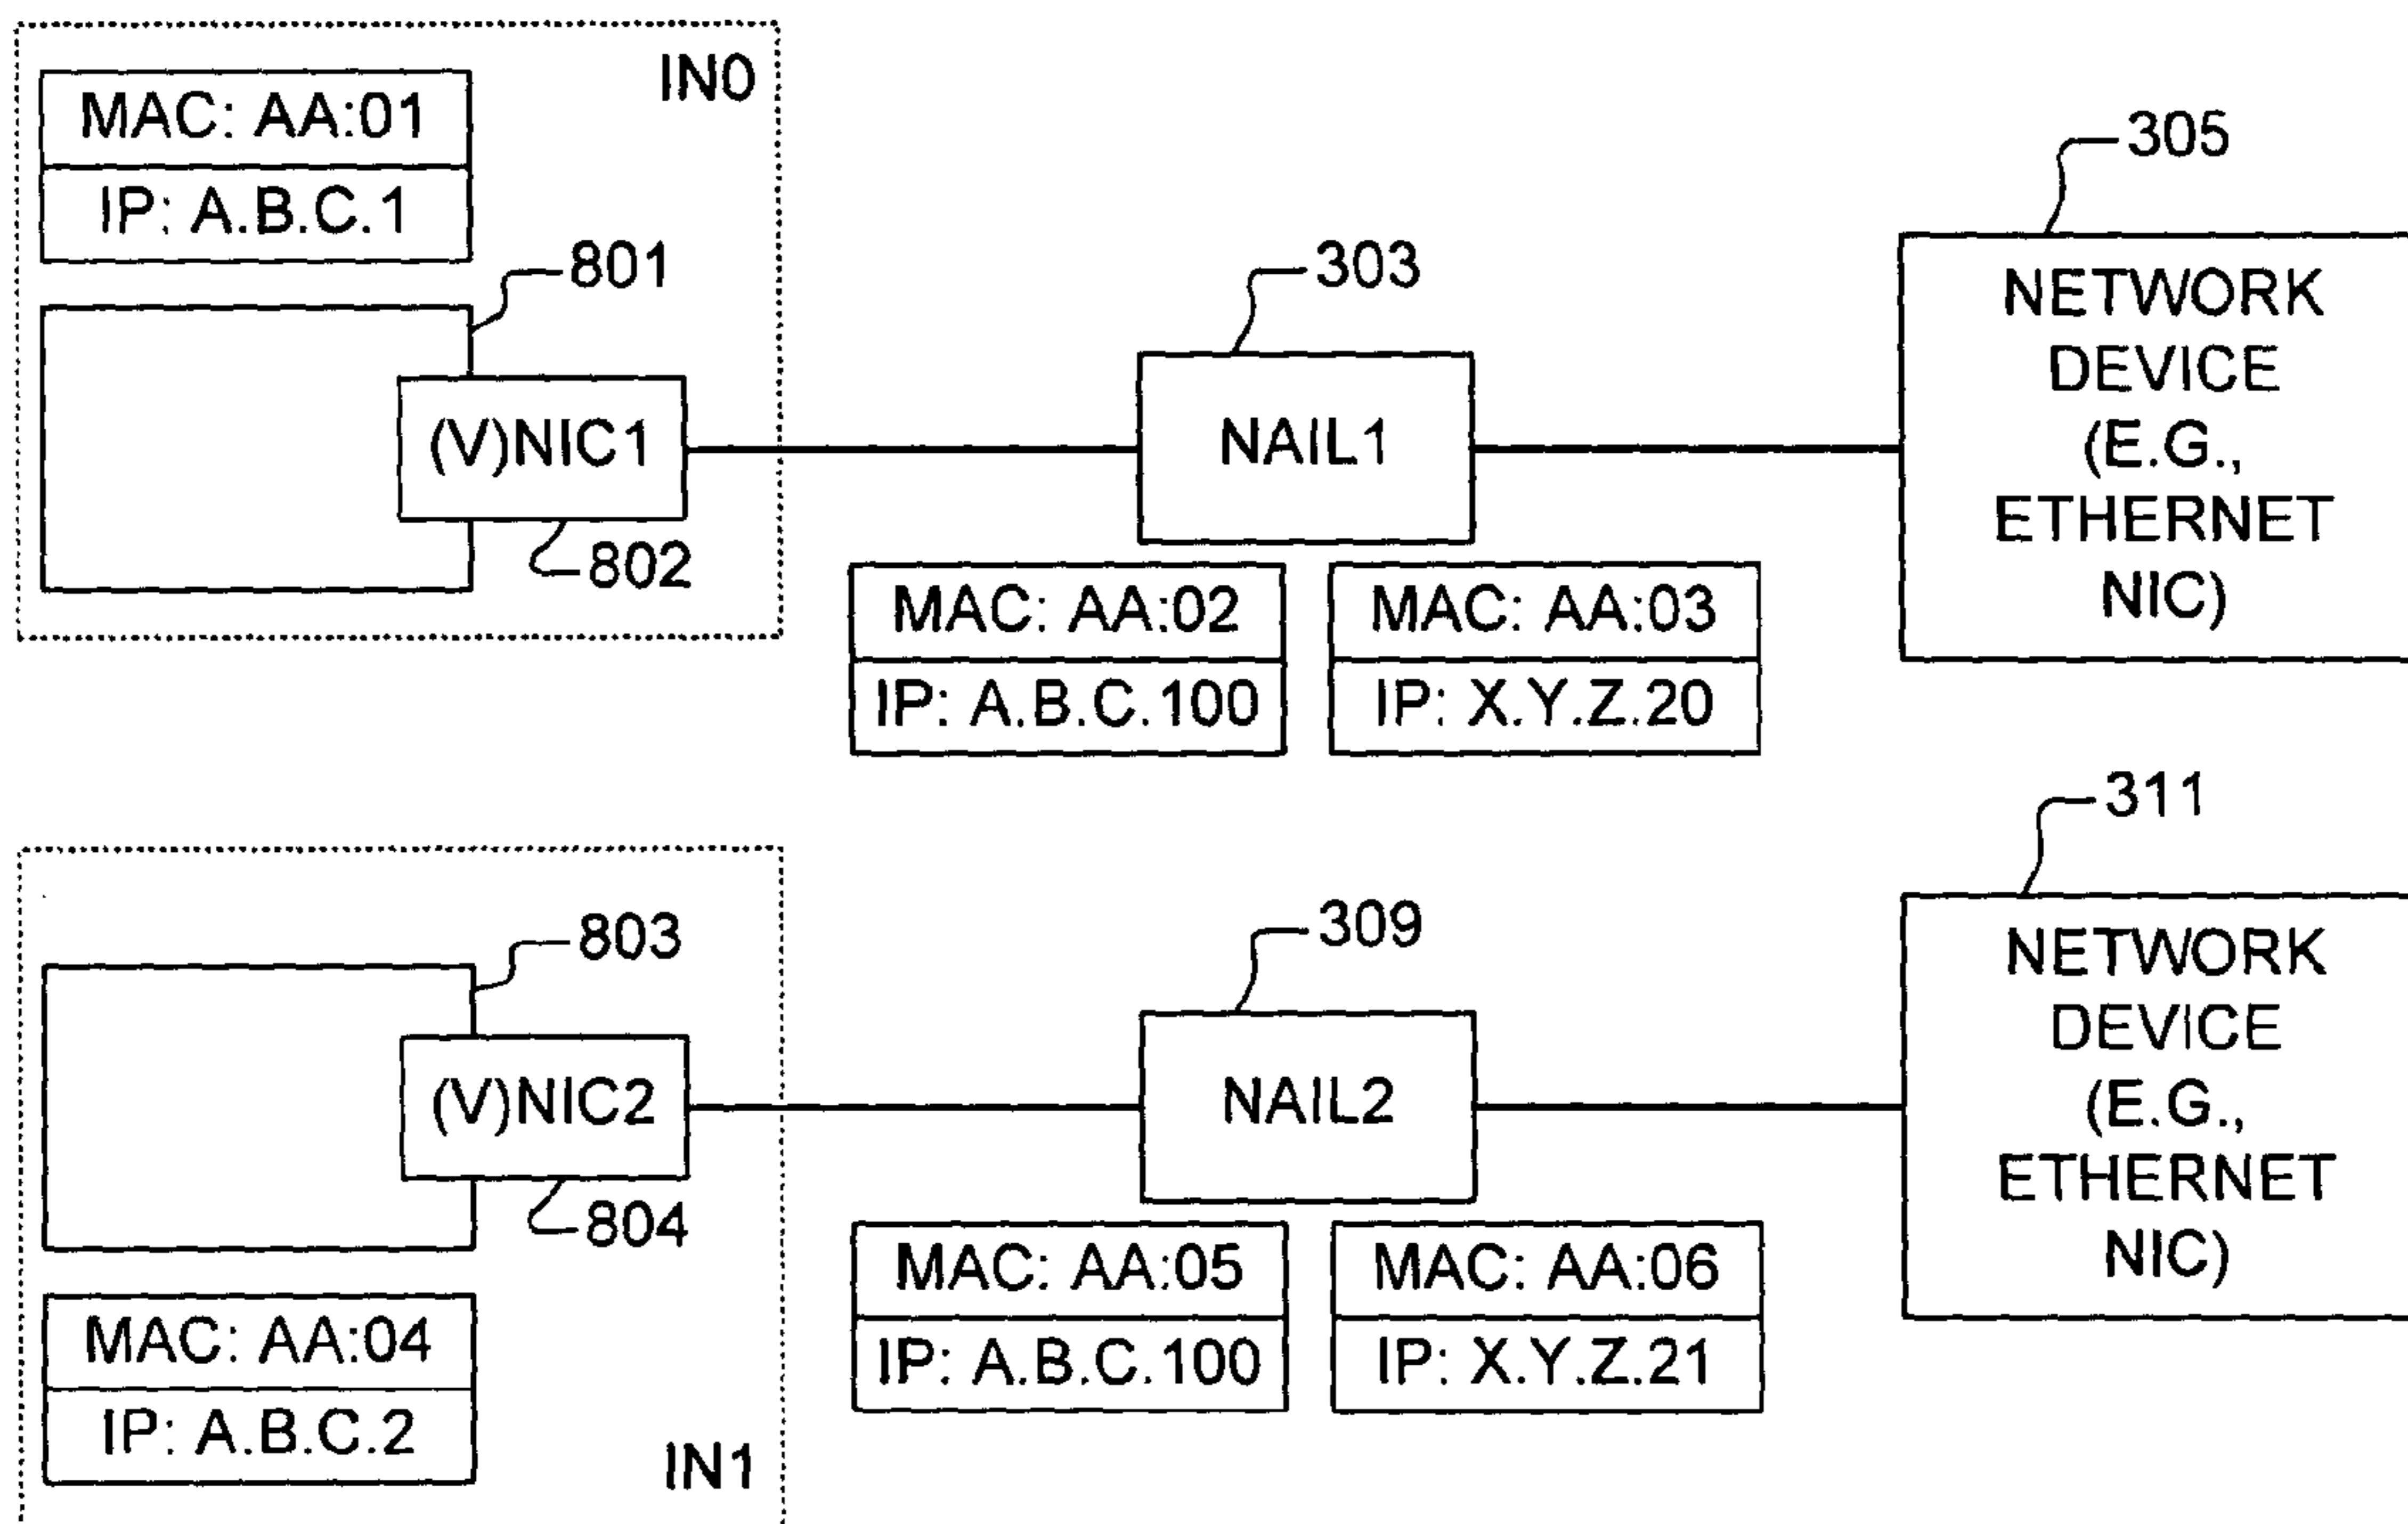 IN0
MAC: AA:01
IP: A.B.C.1
801
(V)NIC1
802
303
NAIL1
MAC: AA:02
IP: A.B.C.100
MAC: AA:03
IP: X.Y.Z.20
305
NETWORK
DEVICE
(E.G.,
ETHERNET
NIC)
803
(V)NIC2
804
MAC: AA:04
IP: A.B.C.2
IN1
309
NAIL2
MAC: AA:05
IP: A.B.C.100
MAC: AA:06
IP: X.Y.Z.21
311
NETWORK
DEVICE
(E.G.,
ETHERNET
NIC)